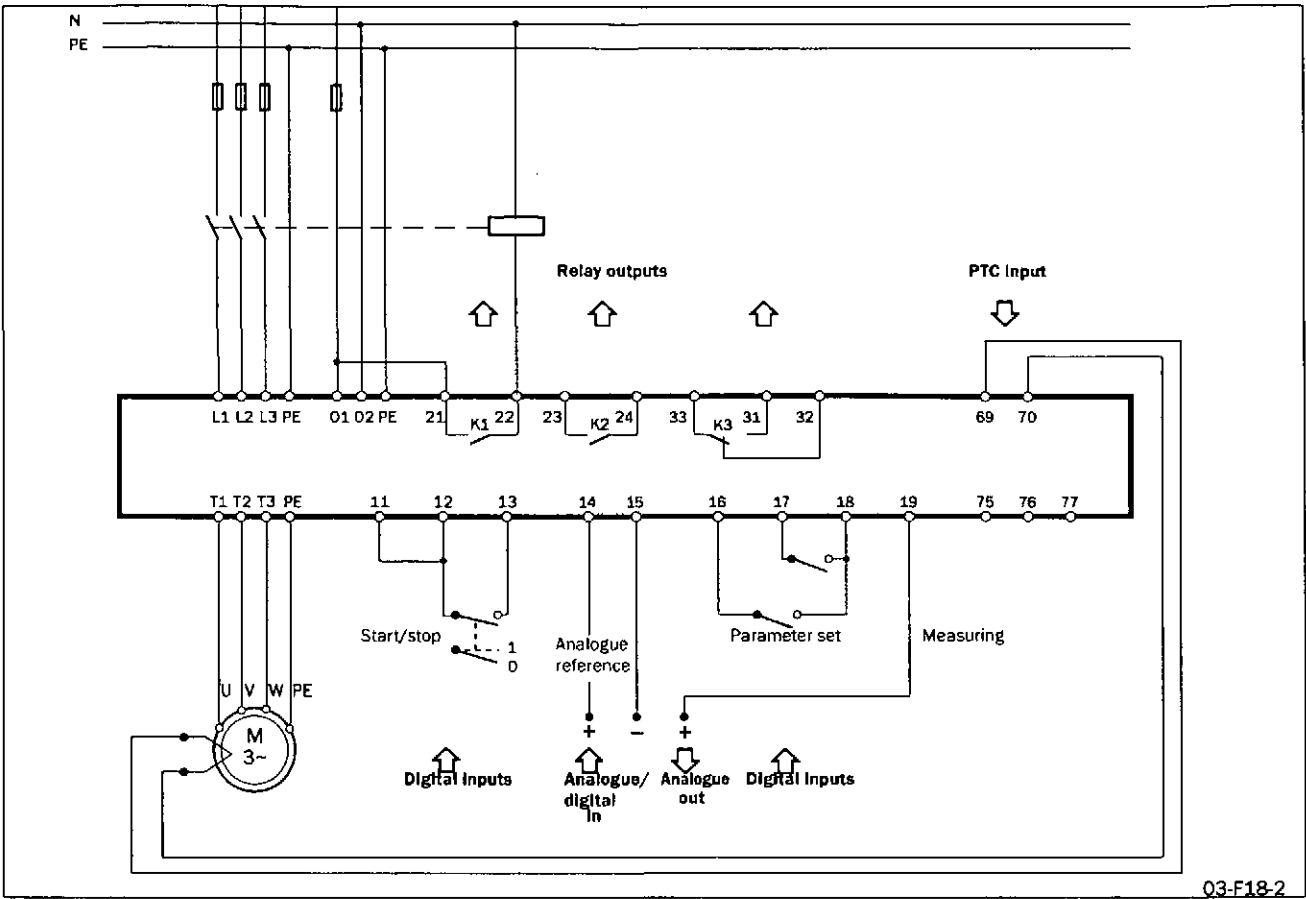 N
PE
Relay outputs
PTC Input
L1 L2 L3 PE 01 02 PE 21 K1 22 23 K2 24 33 K3 31 32 69 70
T1 T2 T3 PE 11 12 13 14 15 16 17 18 19 75 76 77
Start/stop
1
0
Analogue
reference
Parameter set
Measuring
U V W PE
M
3~
+ − +
Digital Inputs
Analogue/
digital
In
Analogue
out
Digital Inputs
03-F18-2